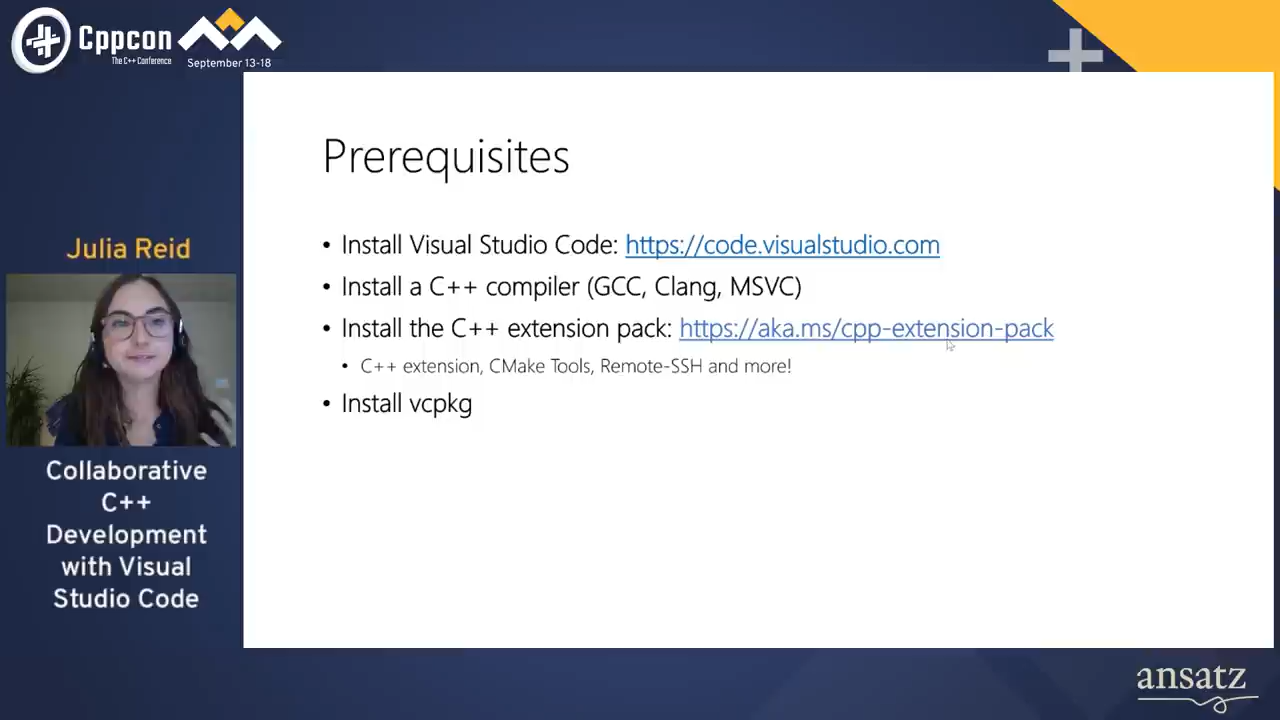 Cppcon
The C++ Conference
September 13-18
Prerequisites
• Install Visual Studio Code: https://code.visualstudio.com
• Install a C++ compiler (GCC, Clang, MSVC)
• Install the C++ extension pack: https://aka.ms/cpp-extension-pack
• C++ extension, CMake Tools, Remote-SSH and more!
• Install vcpkg
Julia Reid
Collaborative
C++
Development
with Visual
Studio Code
ansatz